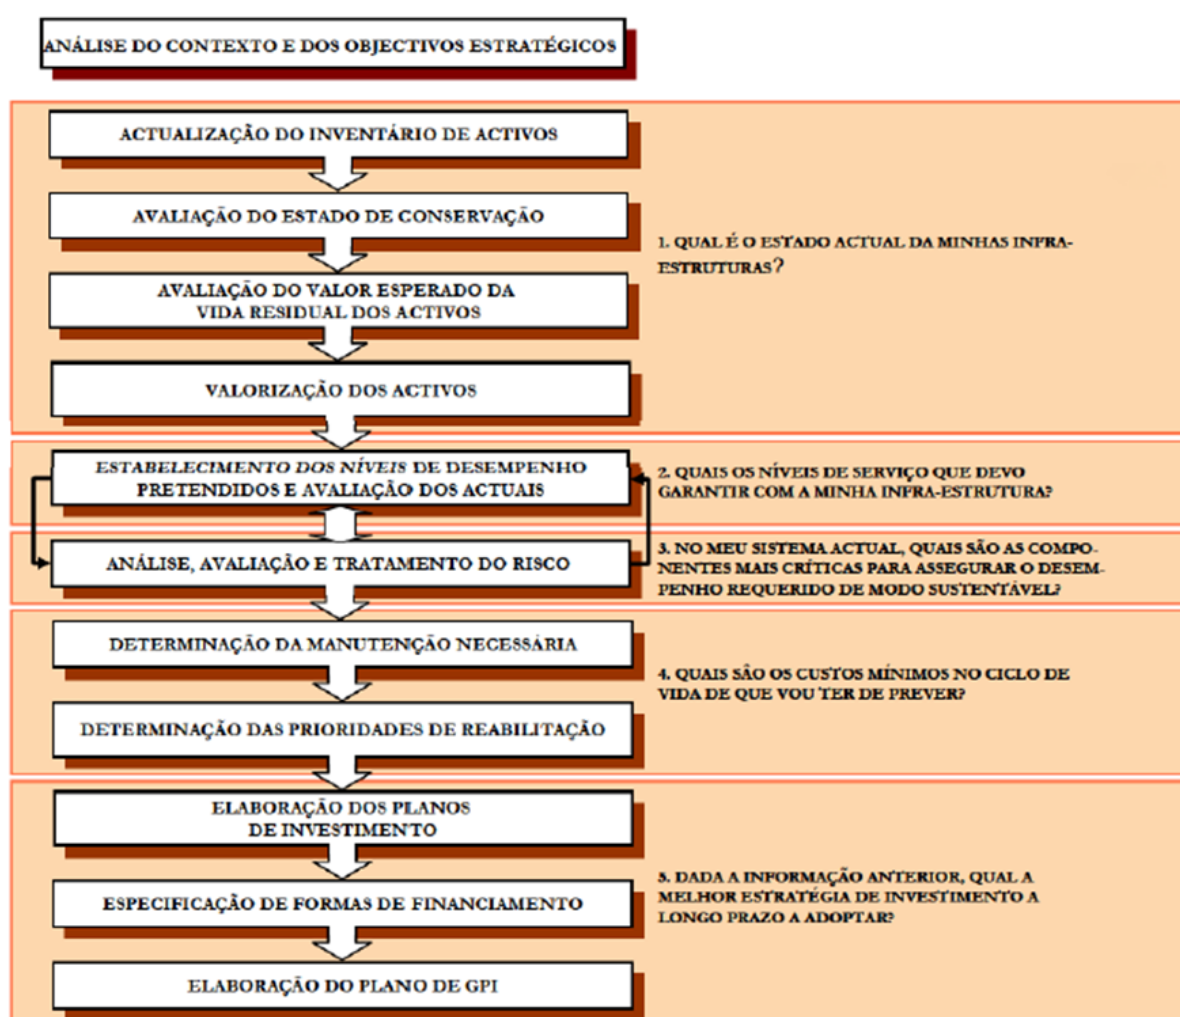 ANÁLISE DO CONTEXTO E DOS OBJECTIVOS ESTRATÉGICOS
ACTUALIZAÇÃO DO INVENTÁRIO DE ACTIVOS
AVALIAÇÃO DO ESTADO DE CONSERVAÇÃO
AVALIAÇÃO DO VALOR ESPERADO DA
VIDA RESIDUAL DOS ACTIVOS
VALORIZAÇÃO DOS ACTIVOS
1. QUAL É O ESTADO ACTUAL DA MINHAS INFRA-
ESTRUTURAS?
ESTABELECIMENTO DOS NÍVEIS DE DESEMPENHO
PRETENDIDOS E AVALIAÇÃO DOS ACTUAIS
2. QUAIS OS NÍVEIS DE SERVIÇO QUE DEVO
GARANTIR COM A MINHA INFRA-ESTRUTURA?
ANÁLISE, AVALIAÇÃO E TRATAMENTO DO RISCO
3. NO MEU SISTEMA ACTUAL, QUAIS SÃO AS COMPO-
NENTES MAIS CRÍTICAS PARA ASSEGURAR O DESEM-
PENHO REQUERIDO DE MODO SUSTENTÁVEL?
DETERMINAÇÃO DA MANUTENÇÃO NECESSÁRIA
DETERMINAÇÃO DAS PRIORIDADES DE REABILITAÇÃO
4. QUAIS SÃO OS CUSTOS MÍNIMOS NO CICLO DE
VIDA DE QUE VOU TER DE PREVER?
ELABORAÇÃO DOS PLANOS
DE INVESTIMENTO
ESPECIFICAÇÃO DE FORMAS DE FINANCIAMENTO
ELABORAÇÃO DO PLANO DE GPI
5. DADA A INFORMAÇÃO ANTERIOR, QUAL A
MELHOR ESTRATÉGIA DE INVESTIMENTO A
LONGO PRAZO A ADOPTAR?